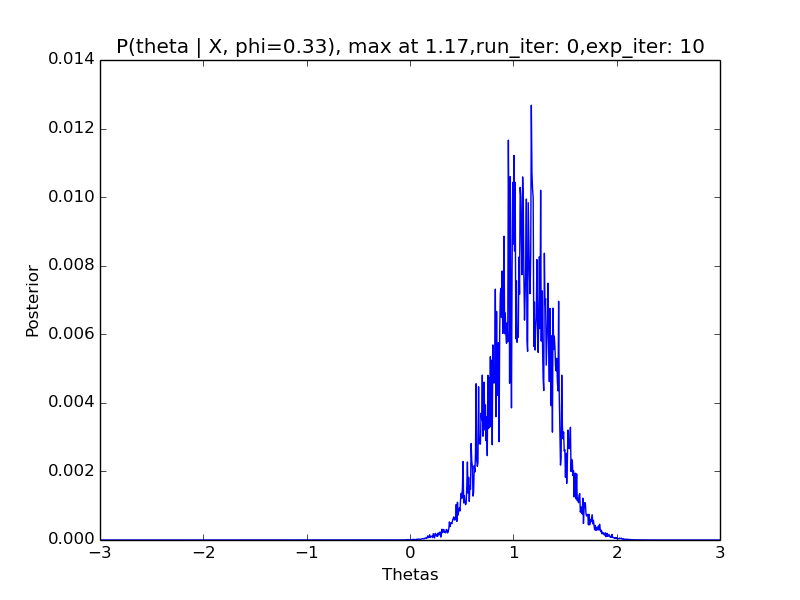 P(theta | X, phi=0.33), max at 1.17,run_iter: 0,exp_iter: 10
0.014
0.012
0.010
0.008
0.006
0.004
0.002
0.000
Posterior
−3 −2 −1 0 1 2 3
Thetas